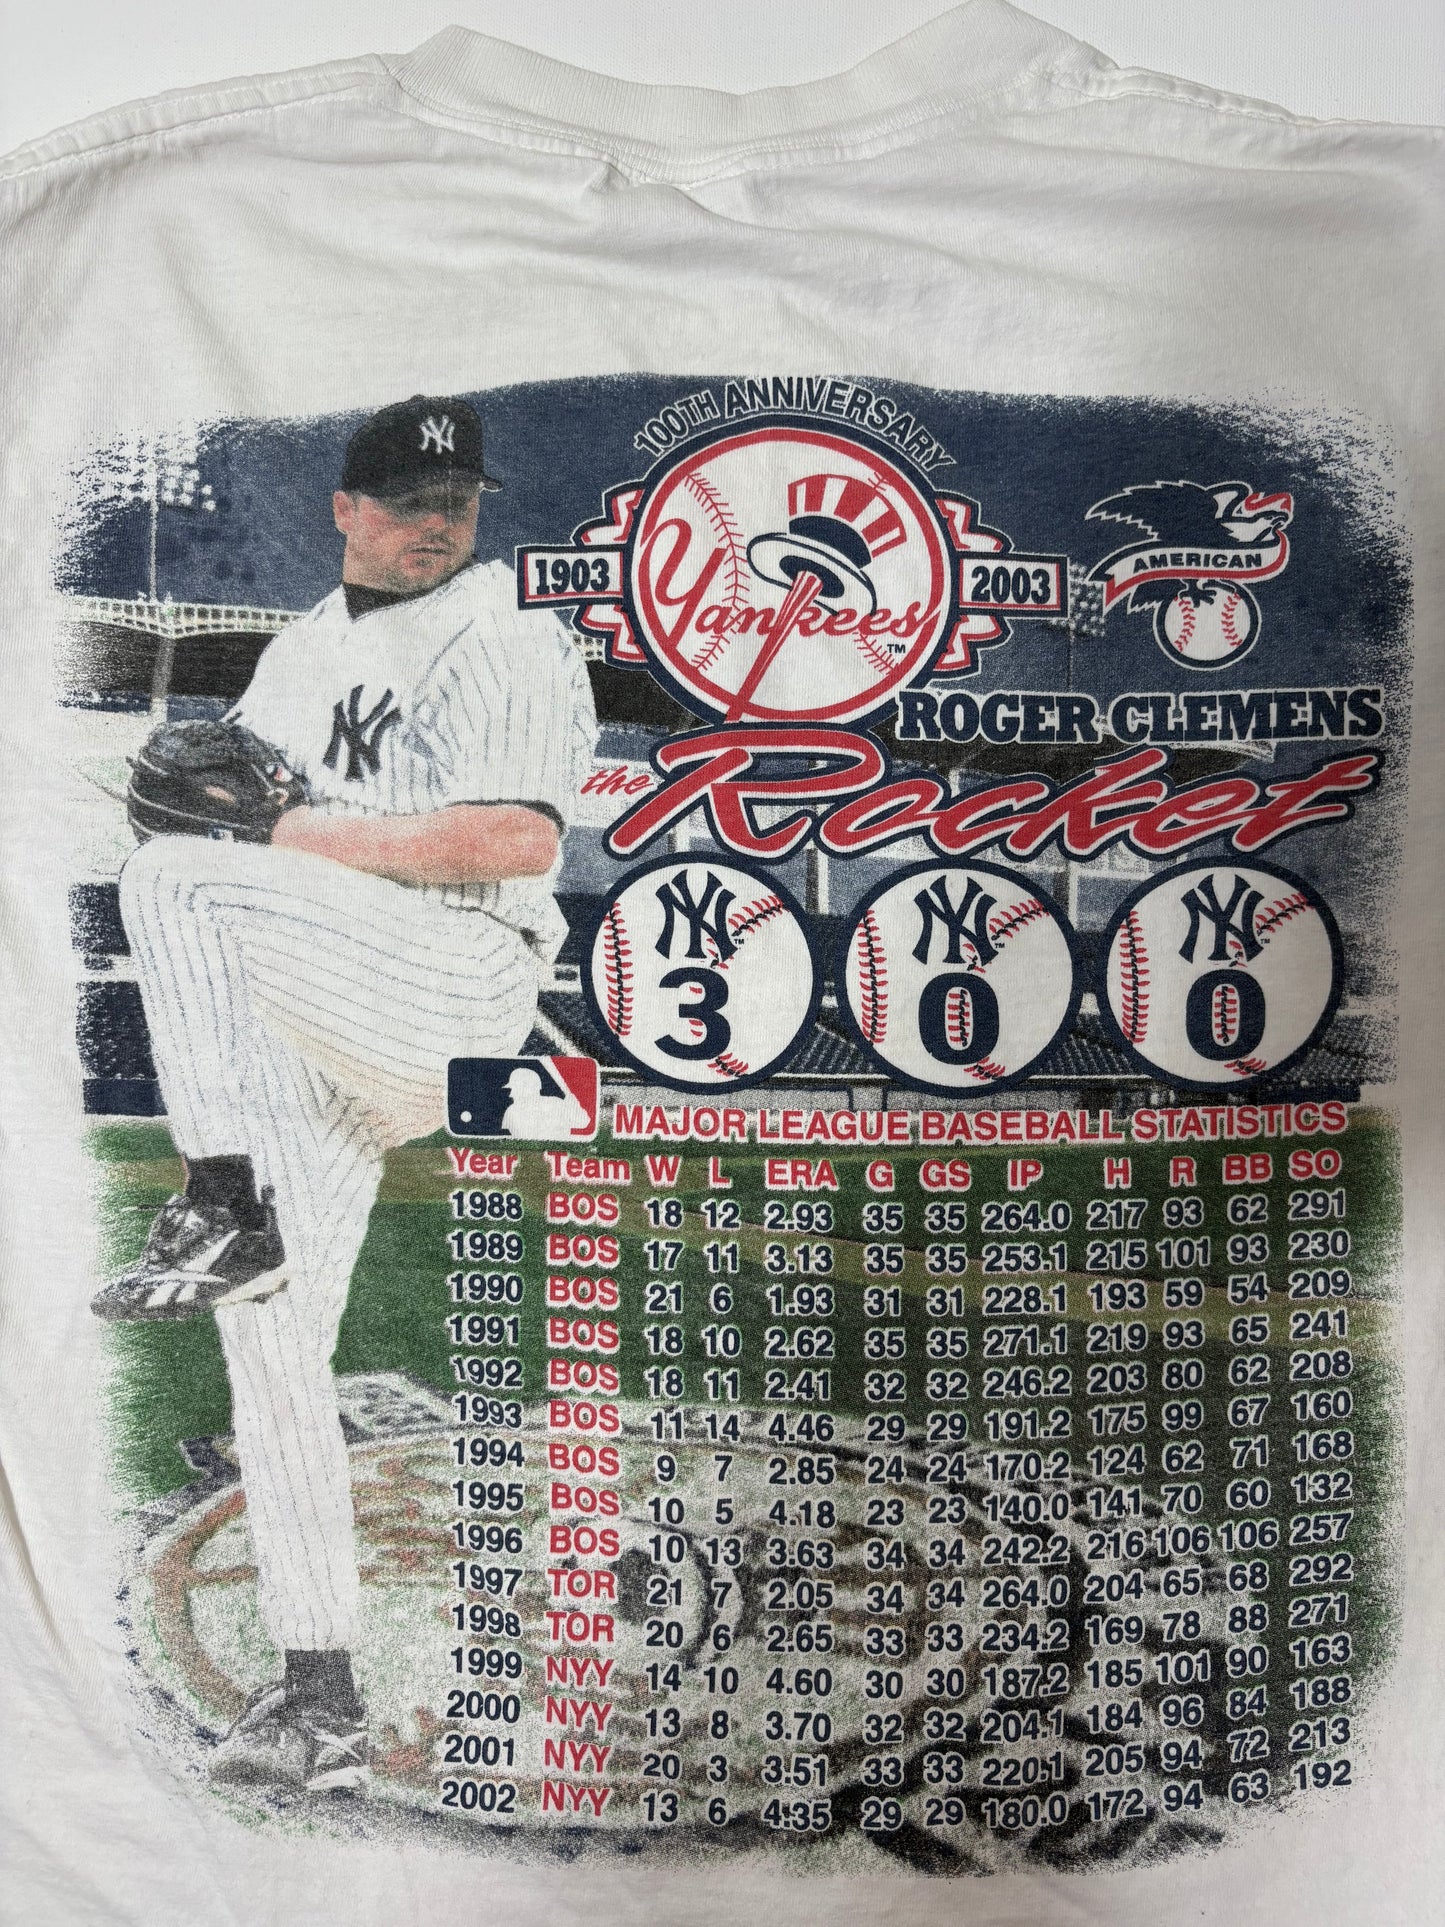 100TH ANNIVERSARY
1903 Yankees™ 2003
AMERICAN
NY
NY
ROGER CLEMENS
the Rocket
NY™ NY™ NY™
3 0 0
MAJOR LEAGUE BASEBALL STATISTICS
Year Team W L ERA G GS IP H R BB SO
1988 BOS 18 12 2.93 35 35 264.0 217 93 62 291
1989 BOS 17 11 3.13 35 35 253.1 215 101 93 230
1990 BOS 21 6 1.93 31 31 228.1 193 59 54 209
1991 BOS 18 10 2.62 35 35 271.1 219 93 65 241
1992 BOS 18 11 2.41 32 32 246.2 203 80 62 208
1993 BOS 11 14 4.46 29 29 191.2 175 99 67 160
1994 BOS 9 7 2.85 24 24 170.2 124 62 71 168
1995 BOS 10 5 4.18 23 23 140.0 141 70 60 132
1996 BOS 10 13 3.63 34 34 242.2 216 106 106 257
1997 TOR 21 7 2.05 34 34 264.0 204 65 68 292
1998 TOR 20 6 2.65 33 33 234.2 169 78 88 271
1999 NYY 14 10 4.60 30 30 187.2 185 101 90 163
2000 NYY 13 8 3.70 32 32 204.1 184 96 84 188
2001 NYY 20 3 3.51 33 33 220.1 205 94 72 213
2002 NYY 13 6 4.35 29 29 180.0 172 94 63 192